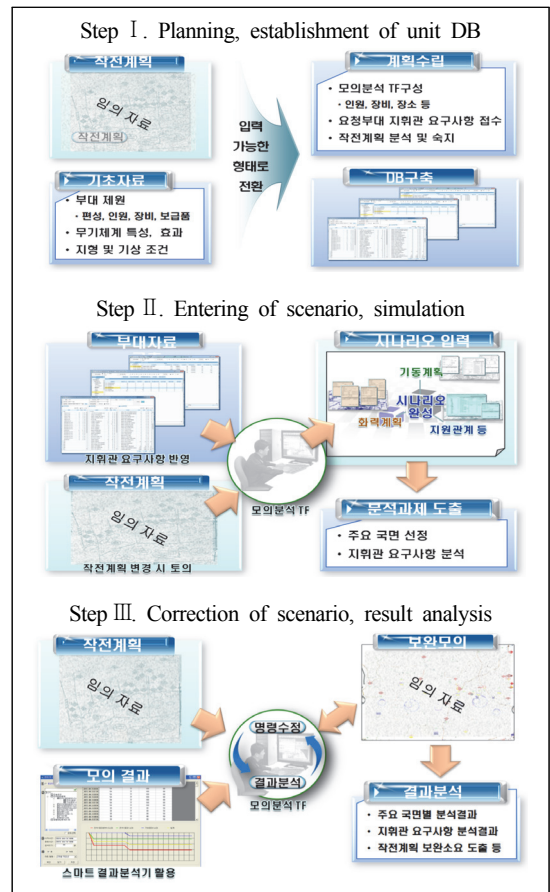 Step Ⅰ. Planning, establishment of unit DB
작전계획
임의 자료
작전계획
기초자료
• 부대 제원
• 편성, 인원, 장비, 보급품
• 무기체계 특성, 효과
• 지형 및 기상 조건
입력
가능한
형태로
전환
계획수립
• 모의분석 TF구성
• 인원, 장비, 장소 등
• 요청부대 지휘관 요구사항 접수
• 작전계획 분석 및 숙지
DB구축
Step Ⅱ. Entering of scenario, simulation
부대자료
지휘관 요구사항 반영
작전계획
임의 자료
작전계획 변경 시 토의
모의분석 TF
시나리오 입력
기동계획
시나리오
완성
화력계획
지원관계 등
분석과제 도출
• 주요 국면 선정
• 지휘관 요구사항 분석
Step Ⅲ. Correction of scenario, result analysis
작전계획
임의 자료
모의 결과
스마트 결과분석기 활용
명령수정
결과분석
모의분석 TF
보완모의
임의 자료
결과분석
• 주요 국면별 분석결과
• 지휘관 요구사항 분석결과
• 작전계획 보완소요 도출 등